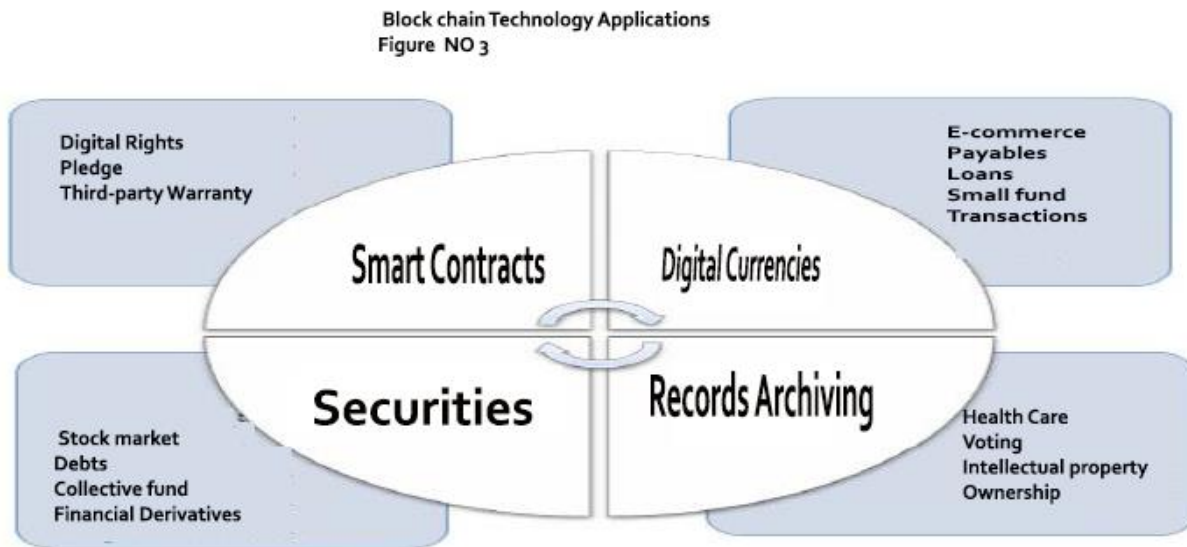 Block chain Technology Applications
Figure NO 3
Digital Rights
Pledge
Third-party Warranty
E-commerce
Payables
Loans
Small fund
Transactions
Smart Contracts
Digital Currencies
Securities
Records Archiving
Stock market
Debts
Collective fund
Financial Derivatives
Health Care
Voting
Intellectual property
Ownership